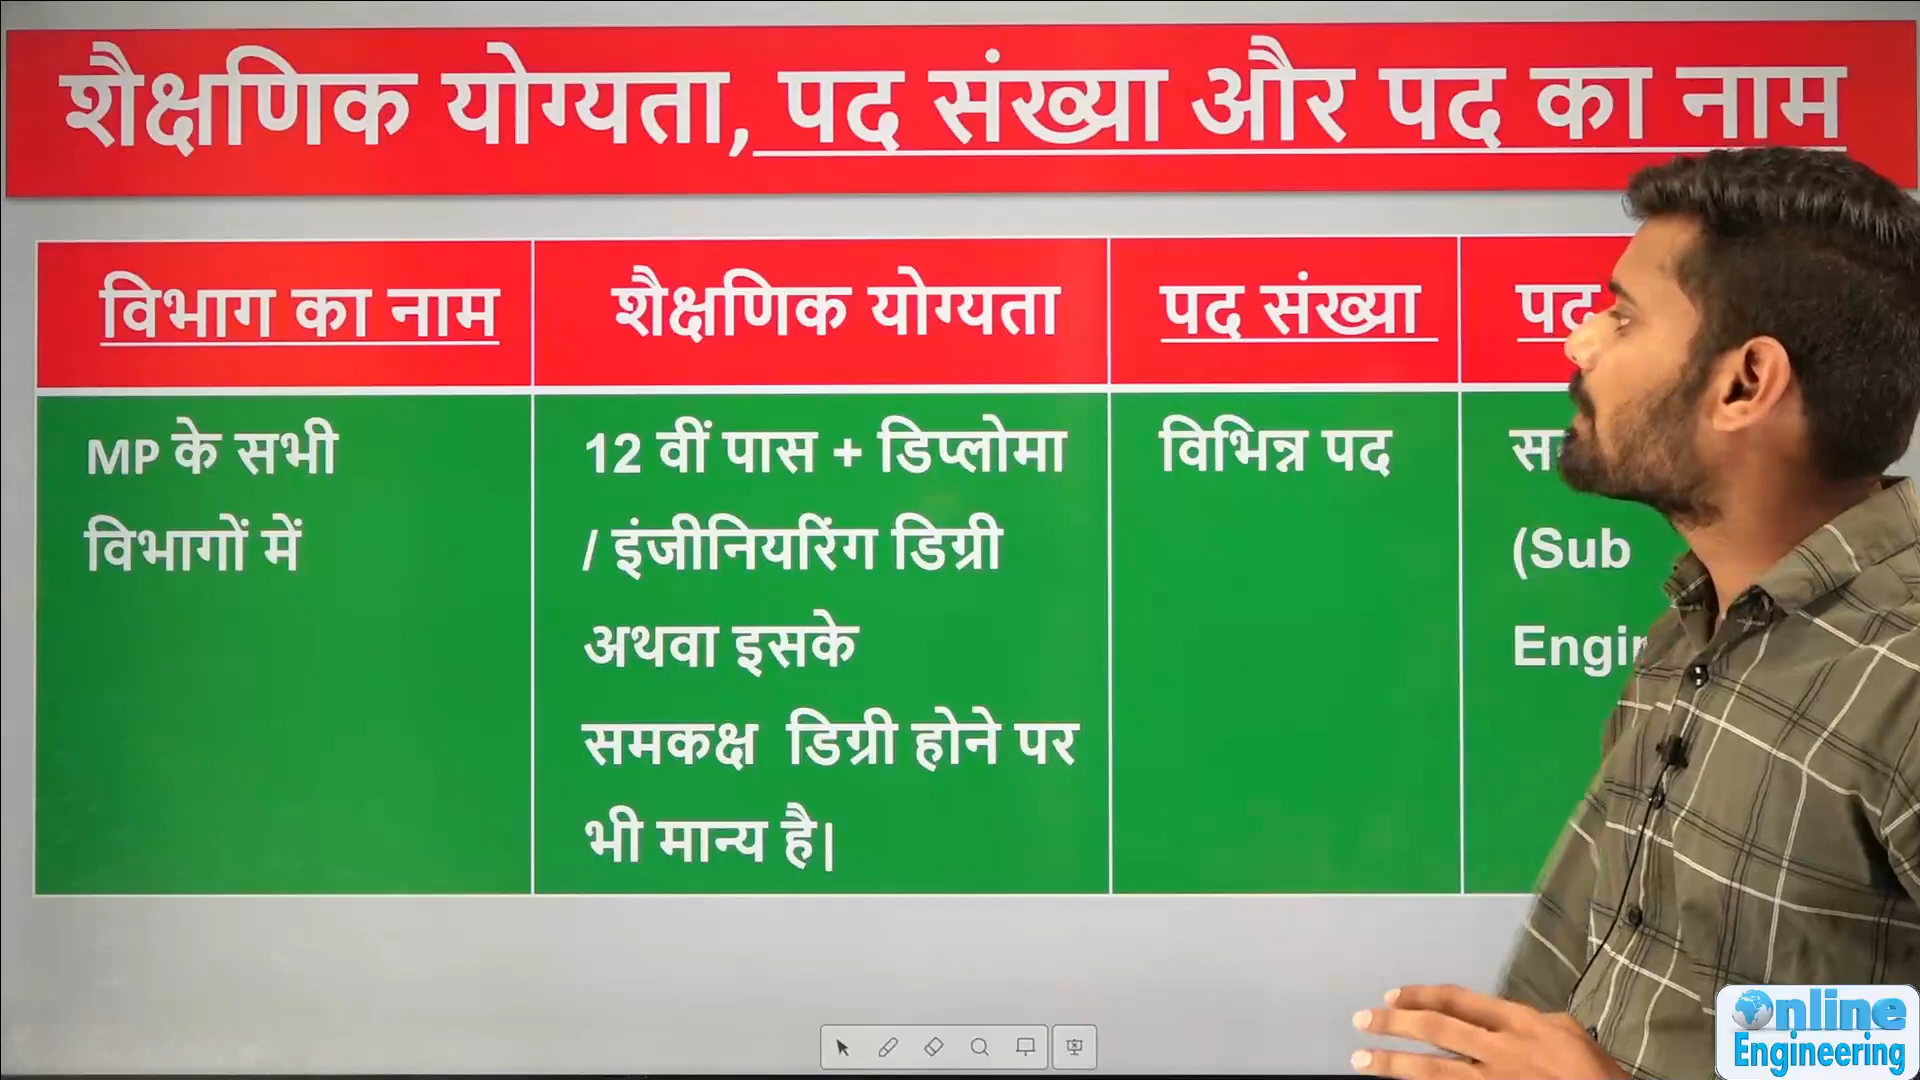 शैक्षणिक योग्यता, पद संख्या और पद का नाम
विभाग का नाम
शैक्षणिक योग्यता
पद संख्या
पद
MP के सभी
विभागों में
12 वीं पास + डिप्लोमा
/ इंजीनियरिंग डिग्री
अथवा इसके
समकक्ष डिग्री होने पर
भी मान्य है|
विभिन्न पद
(Sub
Online
Engineering